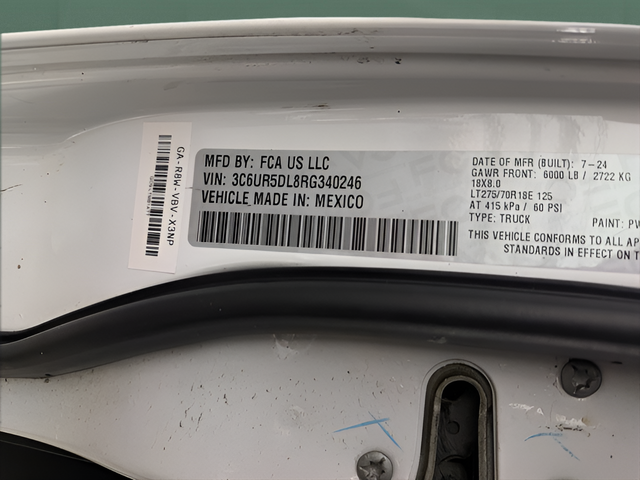 GA-R8W-VBV-X3NP
MFD BY: FCA US LLC
VIN: 3C6UR5DL8RG340246
VEHICLE MADE IN: MEXICO
DATE OF MFR (BUILT): 7-24
GAWR FRONT: 6000 LB / 2722 KG
18X8.0
LT275/70R18E 125
AT 415 kPa / 60 PSI
TYPE: TRUCK PAINT: PW
THIS VEHICLE CONFORMS TO ALL AP
STANDARDS IN EFFECT ON T